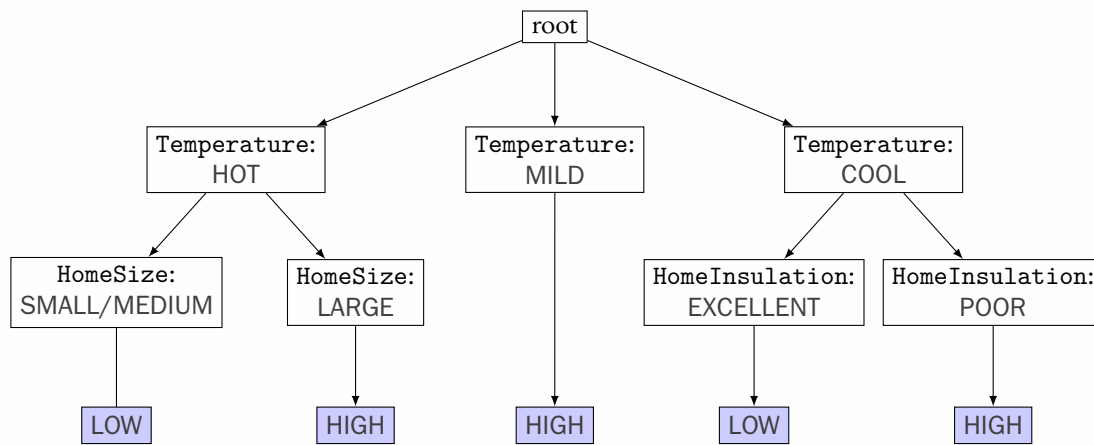 root
Temperature:
HOT
Temperature:
MILD
Temperature:
COOL
HomeSize:
SMALL/MEDIUM
HomeSize:
LARGE
HomeInsulation:
EXCELLENT
HomeInsulation:
POOR
LOW
HIGH
HIGH
LOW
HIGH